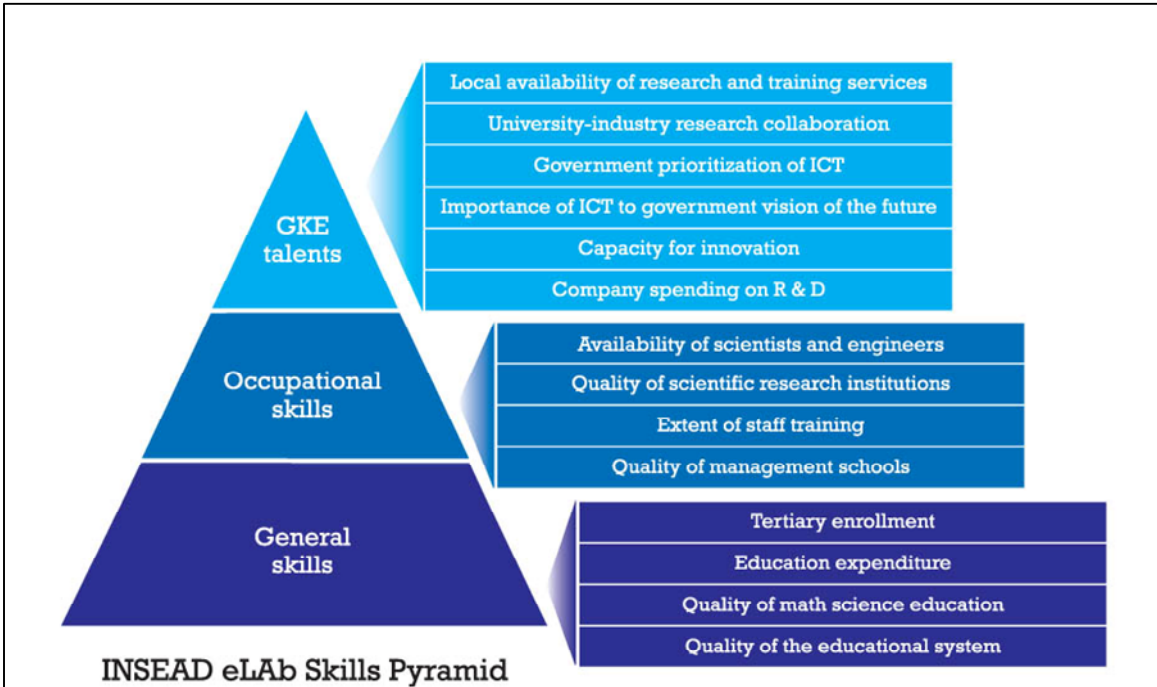 Local availability of research and training services
University-industry research collaboration
Government prioritization of ICT
Importance of ICT to government vision of the future
Capacity for innovation
Company spending on R & D
GKE
talents
Availability of scientists and engineers
Quality of scientific research institutions
Extent of staff training
Quality of management schools
Occupational
skills
Tertiary enrollment
Education expenditure
Quality of math science education
Quality of the educational system
General
skills
INSEAD eLAb Skills Pyramid